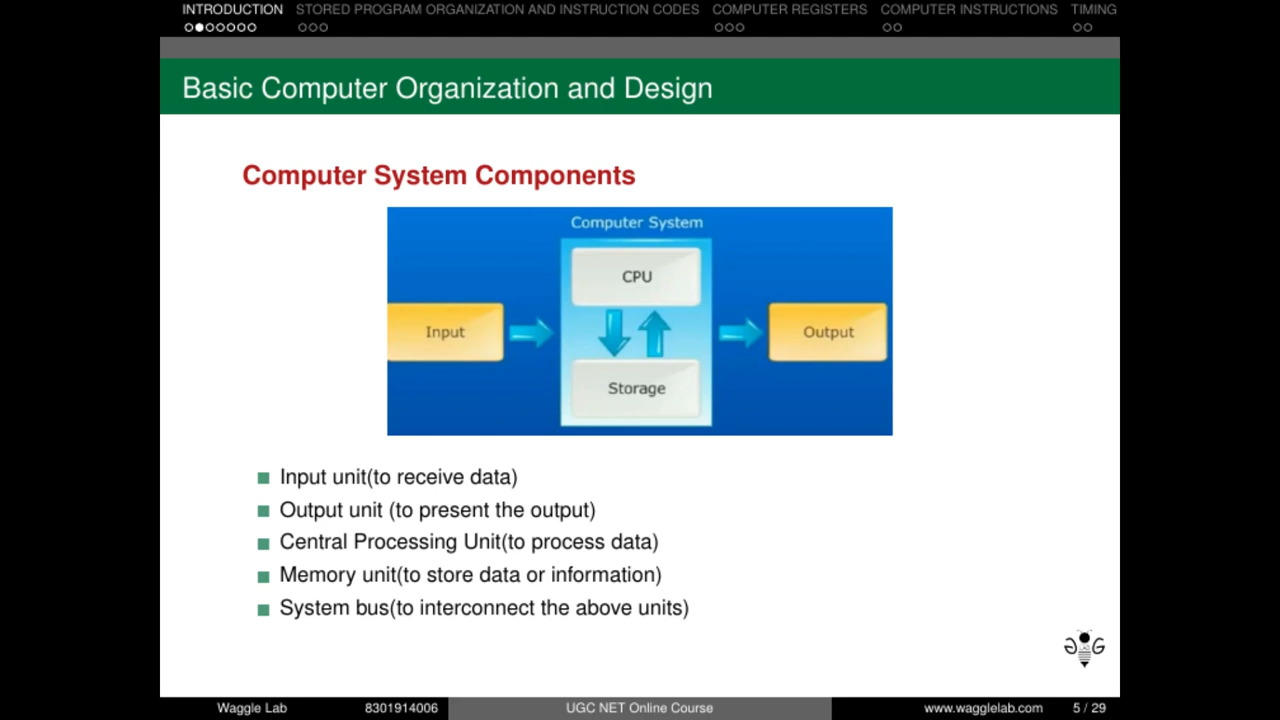 INTRODUCTION STORED PROGRAM ORGANIZATION AND INSTRUCTION CODES COMPUTER REGISTERS COMPUTER INSTRUCTIONS TIMING
Basic Computer Organization and Design
Computer System Components
Computer System
CPU
Input
Output
Storage
Input unit(to receive data)
Output unit (to present the output)
Central Processing Unit(to process data)
Memory unit(to store data or information)
System bus(to interconnect the above units)
Waggle Lab 8301914006 UGC NET Online Course www.wagglelab.com 5 / 29